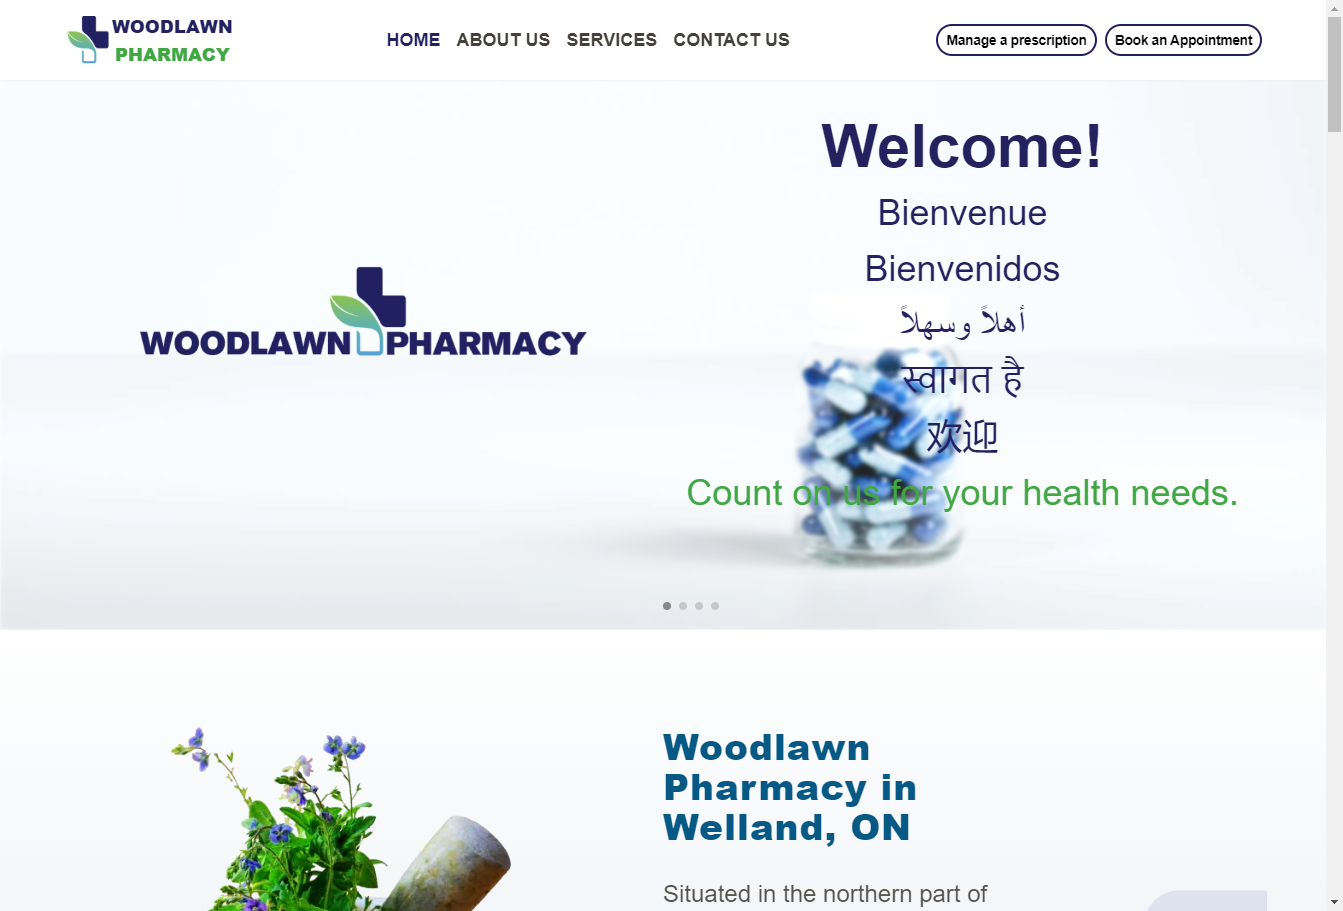 WOODLAWN
PHARMACY
HOME ABOUT US SERVICES CONTACT US
Manage a prescription Book an Appointment
Welcome!
Bienvenue
Bienvenidos
أهلاً وسهلاً
स्वागत है
欢迎
WOODLAWN PHARMACY
Count on us for your health needs.
Woodlawn
Pharmacy in
Welland, ON
Situated in the northern part of